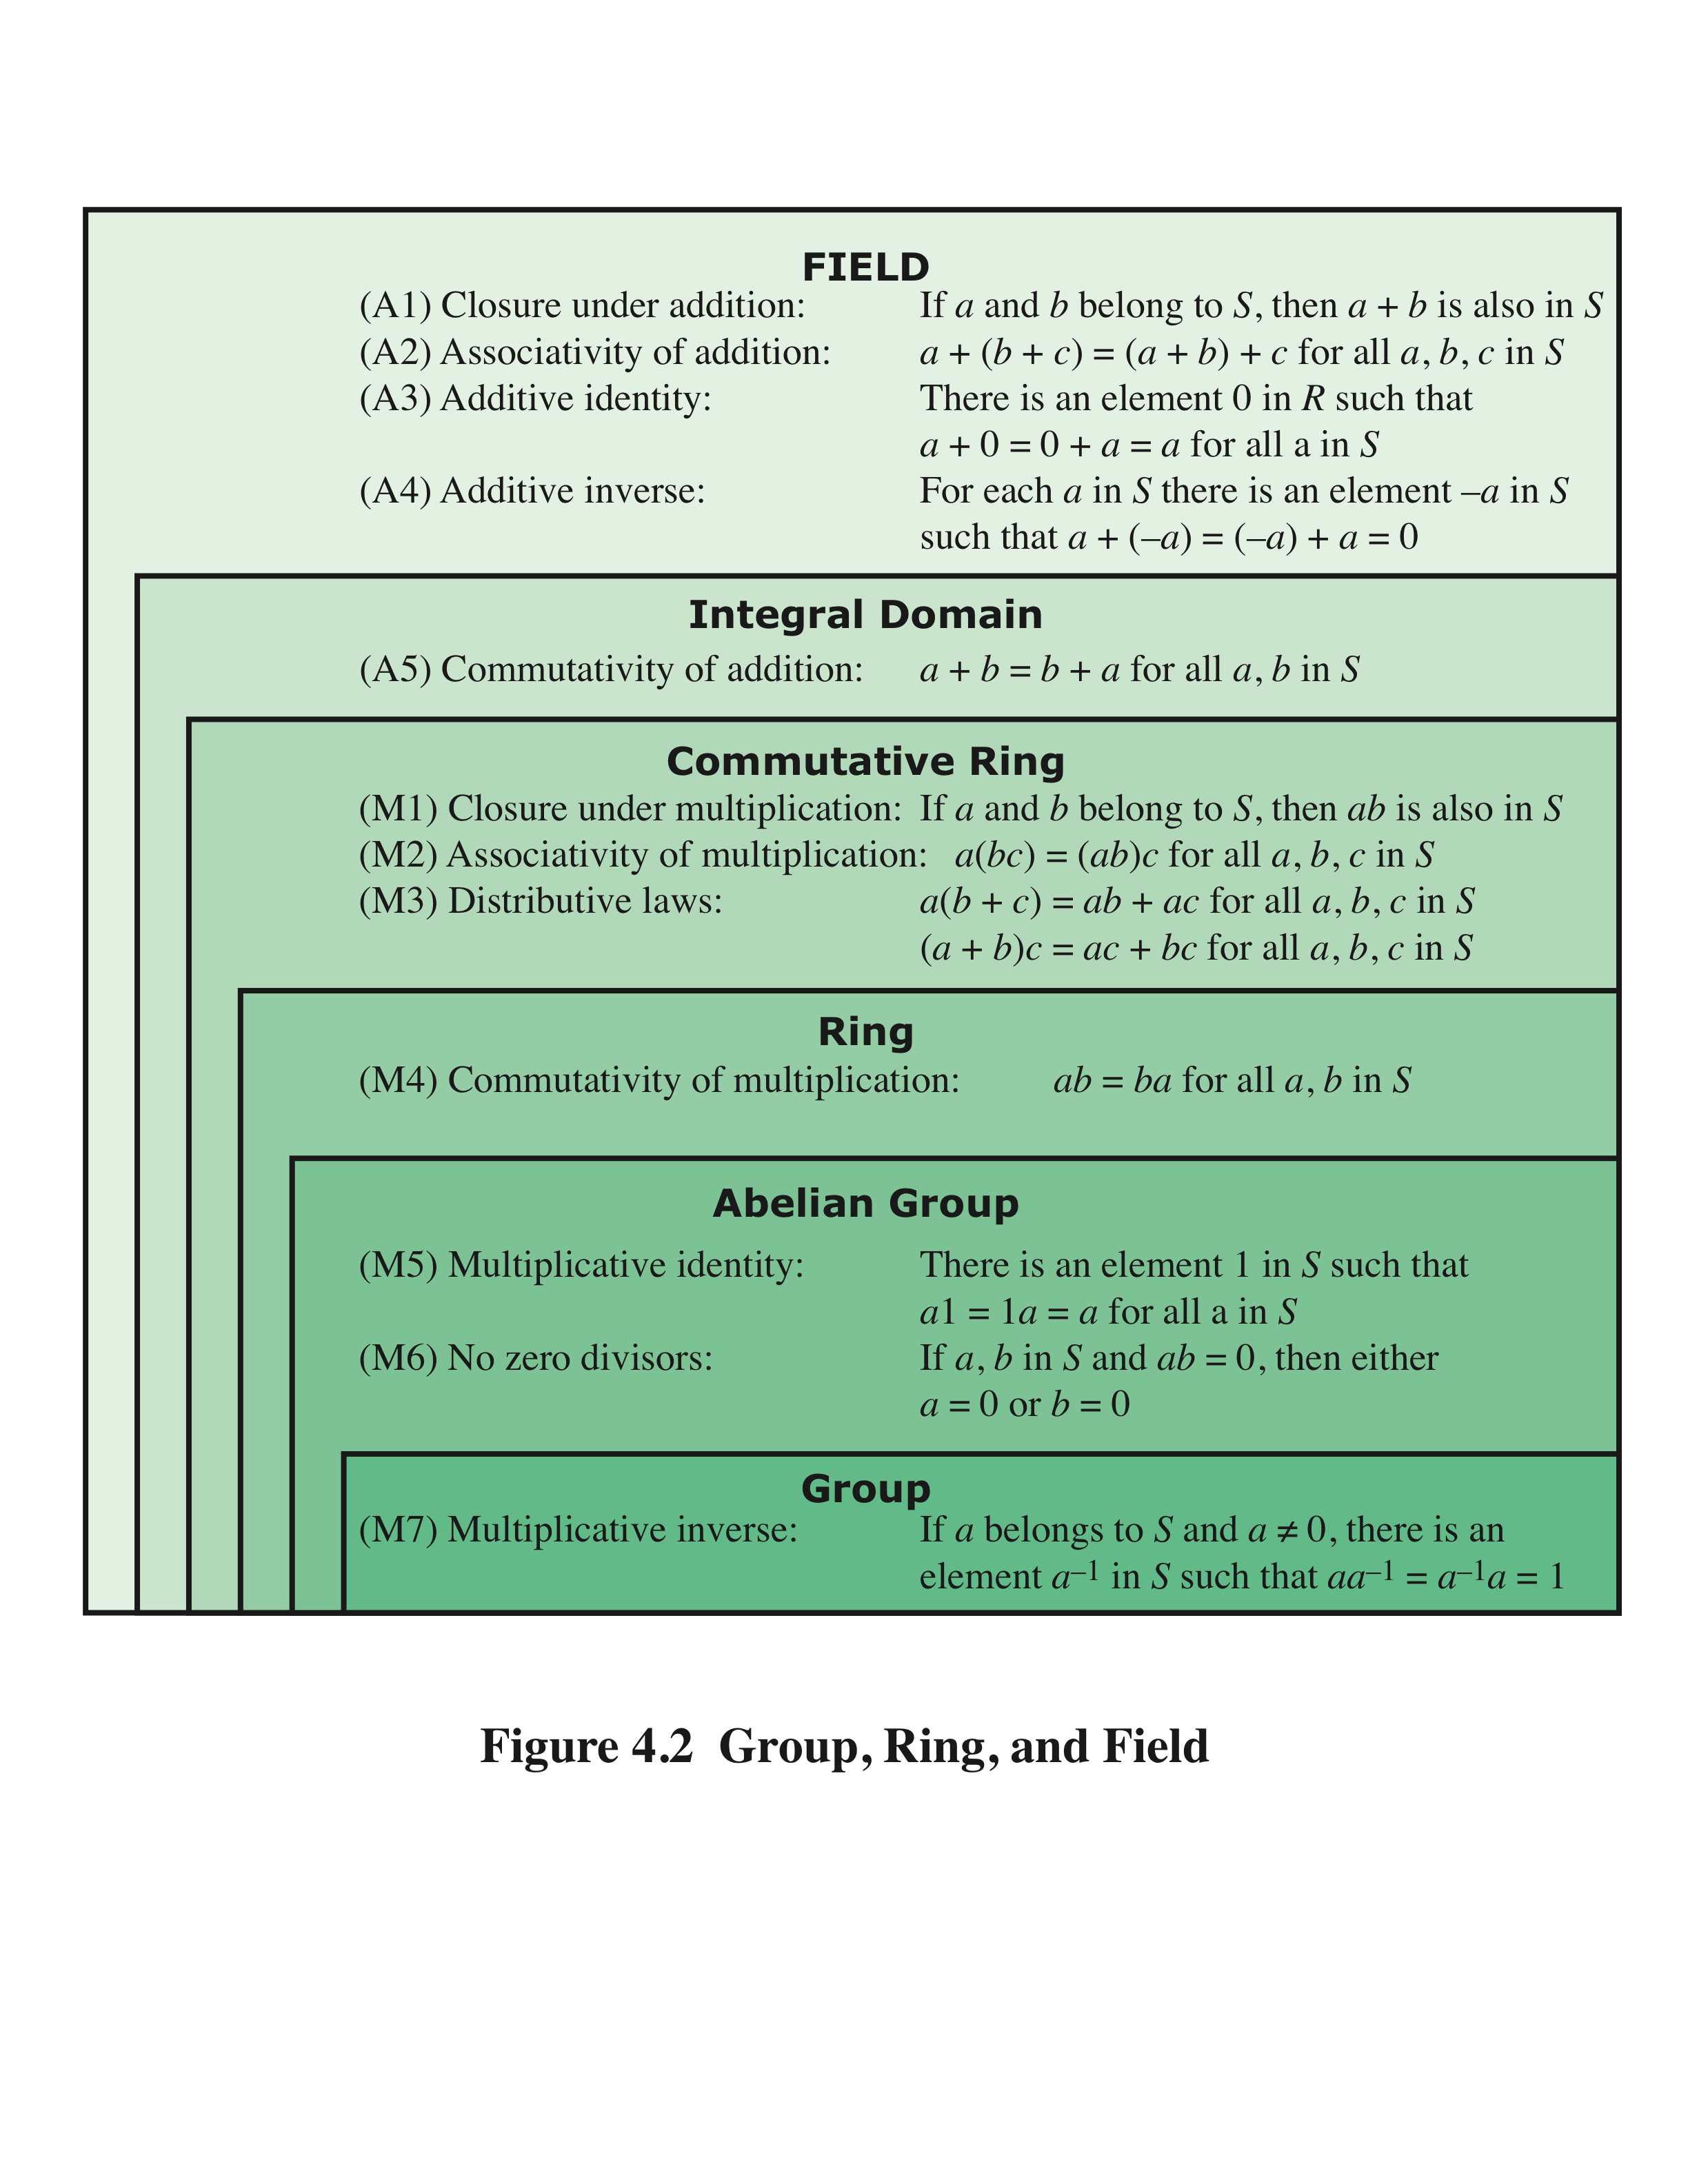 FIELD
(A1) Closure under addition: If a and b belong to S, then a + b is also in S
(A2) Associativity of addition: a + (b + c) = (a + b) + c for all a, b, c in S
(A3) Additive identity: There is an element 0 in R such that
a + 0 = 0 + a = a for all a in S
(A4) Additive inverse: For each a in S there is an element –a in S
such that a + (–a) = (–a) + a = 0
Integral Domain
(A5) Commutativity of addition: a + b = b + a for all a, b in S
Commutative Ring
(M1) Closure under multiplication: If a and b belong to S, then ab is also in S
(M2) Associativity of multiplication: a(bc) = (ab)c for all a, b, c in S
(M3) Distributive laws: a(b + c) = ab + ac for all a, b, c in S
(a + b)c = ac + bc for all a, b, c in S
Ring
(M4) Commutativity of multiplication: ab = ba for all a, b in S
Abelian Group
(M5) Multiplicative identity: There is an element 1 in S such that
a1 = 1a = a for all a in S
(M6) No zero divisors: If a, b in S and ab = 0, then either
a = 0 or b = 0
Group
(M7) Multiplicative inverse: If a belongs to S and a ≠ 0, there is an
element a⁻¹ in S such that aa⁻¹ = a⁻¹a = 1
Figure 4.2 Group, Ring, and Field